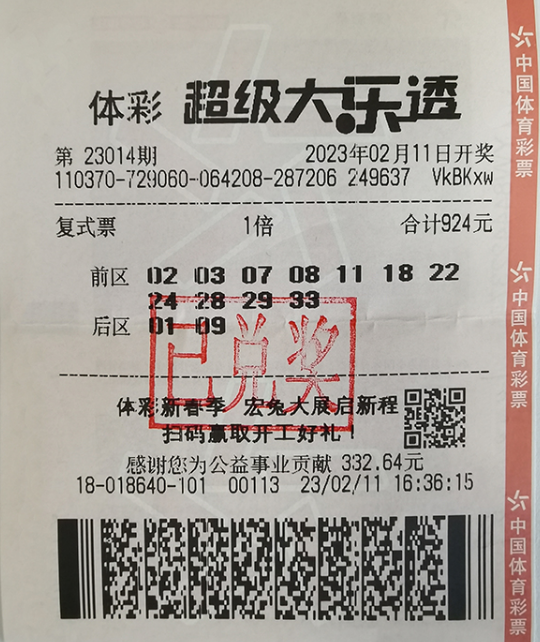 体彩 超级大乐透
第 23014期 2023年02月11日开奖
110370-729060-064208-287206 249637 VkBKxw
复式票 1倍 合计924元
前区 02 03 07 08 11 18 22
24 28 29 33
后区 01 09
已兑奖
体彩新春季 宏兔大展启新程
扫码赢取开工好礼！
感谢您为公益事业贡献 332.64元
18-018640-101 00113 23/02/11 16:36:15
中国体育彩票
中国体育彩票
中国体育彩票